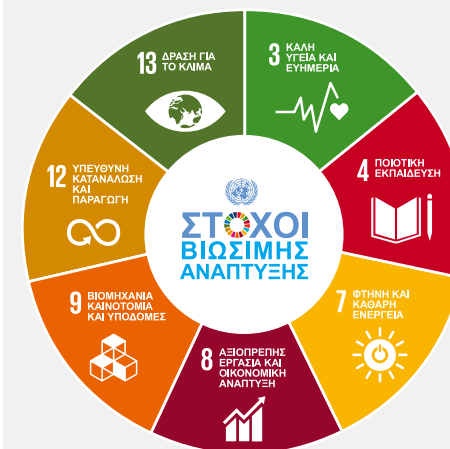 3 ΚΑΛΗ
ΥΓΕΙΑ ΚΑΙ
ΕΥΗΜΕΡΙΑ
4 ΠΟΙΟΤΙΚΗ
ΕΚΠΑΙΔΕΥΣΗ
7 ΦΤΗΝΗ ΚΑΙ
ΚΑΘΑΡΗ
ΕΝΕΡΓΕΙΑ
8 ΑΞΙΟΠΡΕΠΗΣ
ΕΡΓΑΣΙΑ ΚΑΙ
ΟΙΚΟΝΟΜΙΚΗ
ΑΝΑΠΤΥΞΗ
9 ΒΙΟΜΗΧΑΝΙΑ
ΚΑΙΝΟΤΟΜΙΑ
ΚΑΙ ΥΠΟΔΟΜΕΣ
12 ΥΠΕΥΘΥΝΗ
ΚΑΤΑΝΑΛΩΣΗ
ΚΑΙ
ΠΑΡΑΓΩΓΗ
13 ΔΡΑΣΗ ΓΙΑ
ΤΟ ΚΛΙΜΑ
ΣΤΟΧΟΙ
ΒΙΩΣΙΜΗΣ
ΑΝΑΠΤΥΞΗΣ